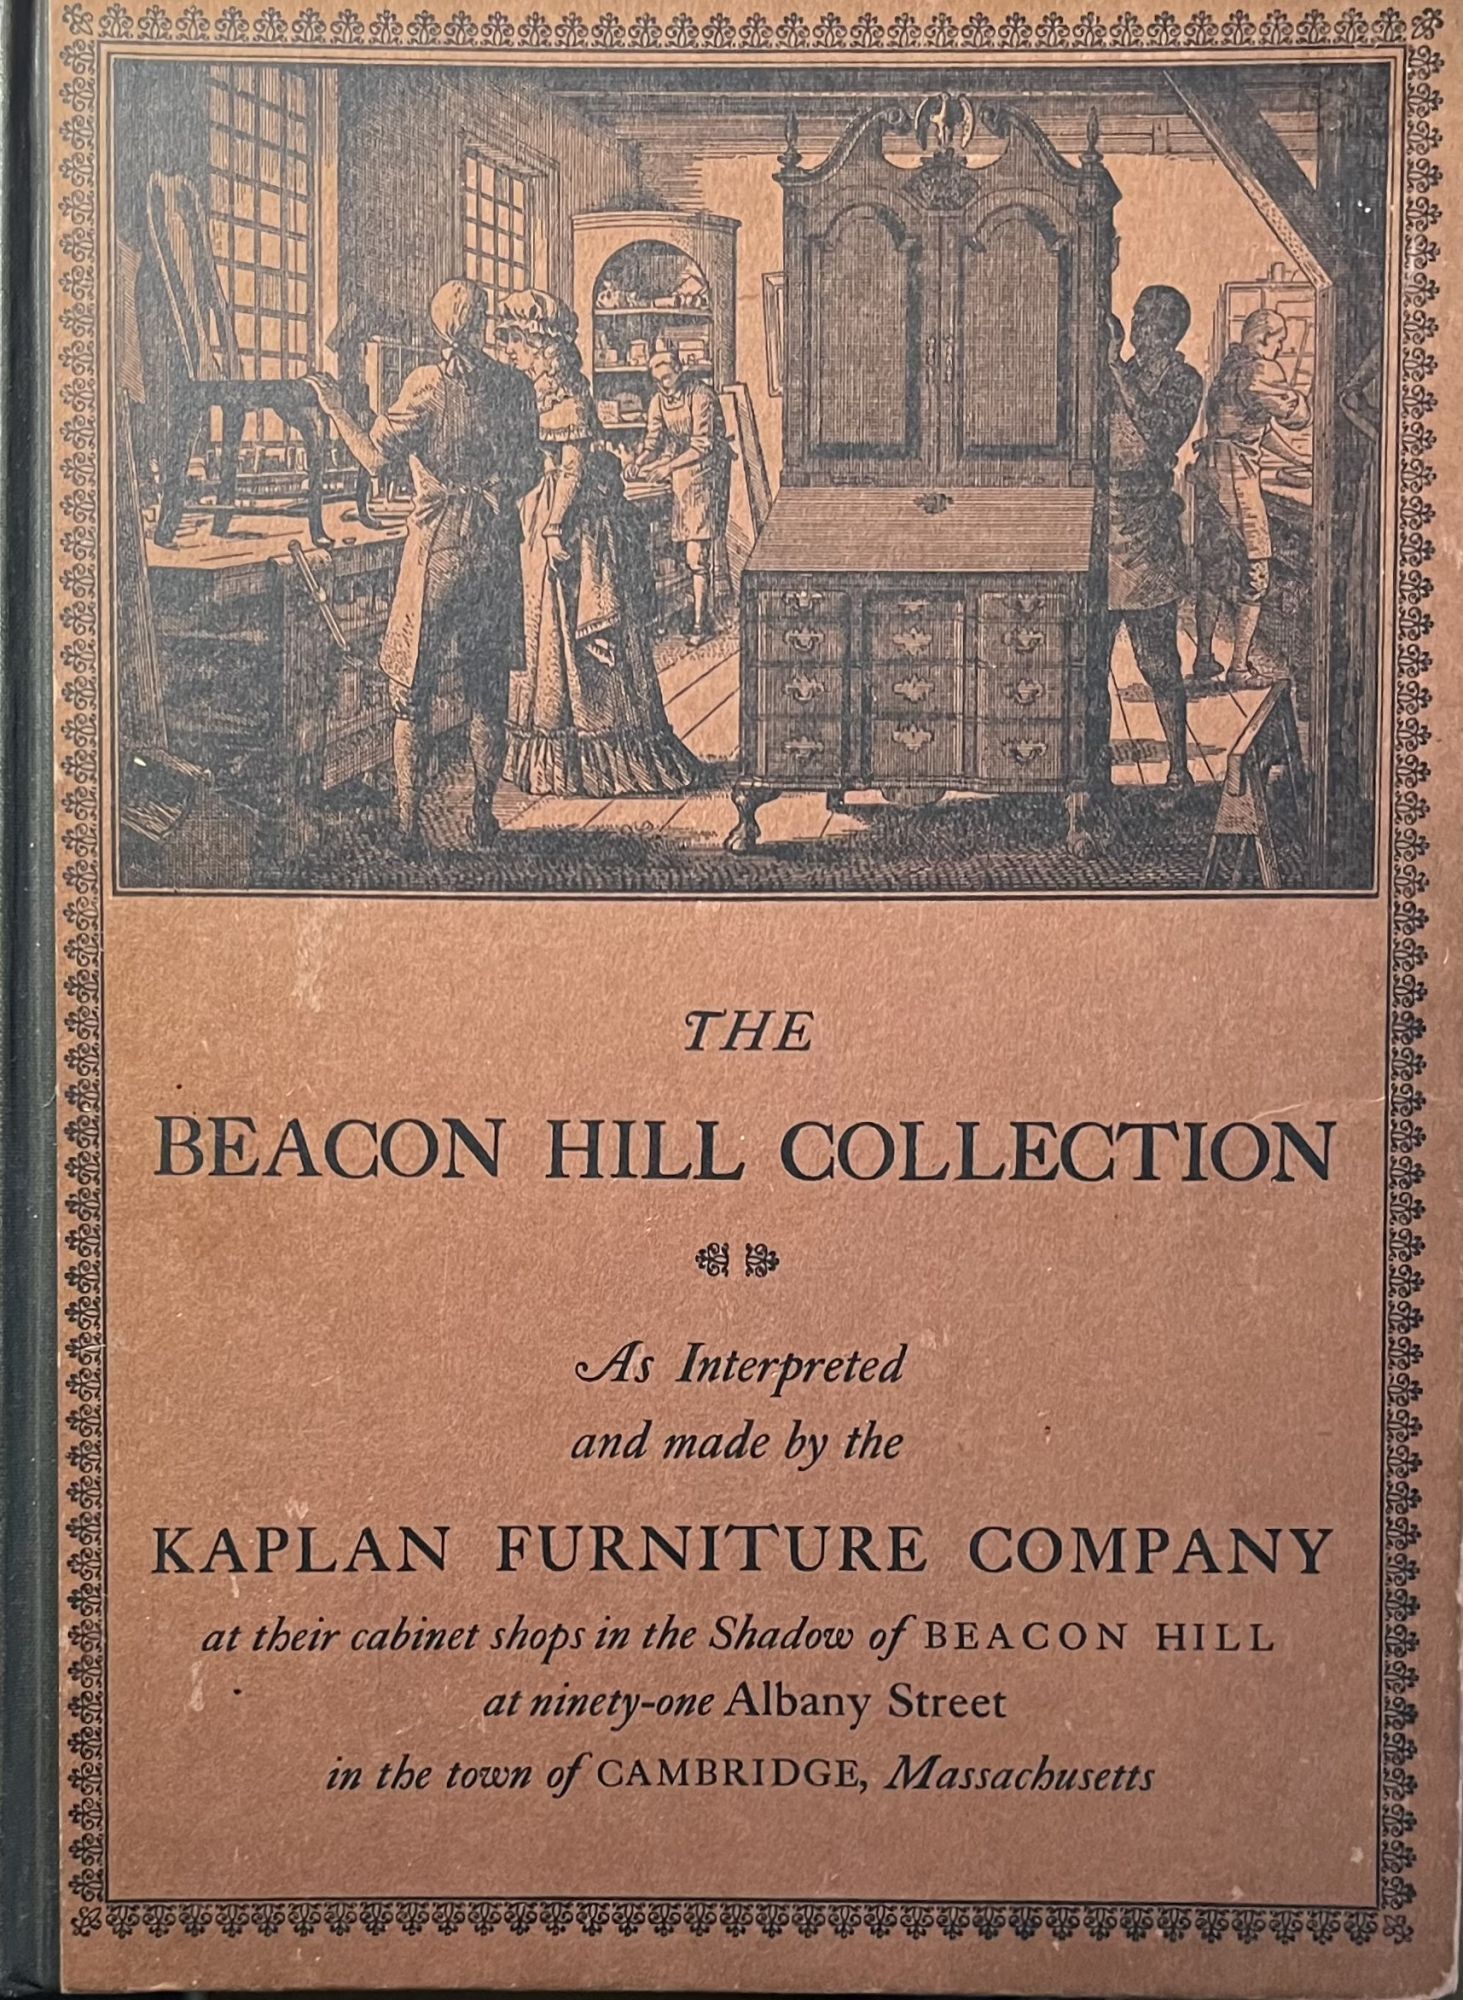 THE
BEACON HILL COLLECTION
As Interpreted
and made by the
KAPLAN FURNITURE COMPANY
at their cabinet shops in the Shadow of BEACON HILL
at ninety-one Albany Street
in the town of CAMBRIDGE, Massachusetts